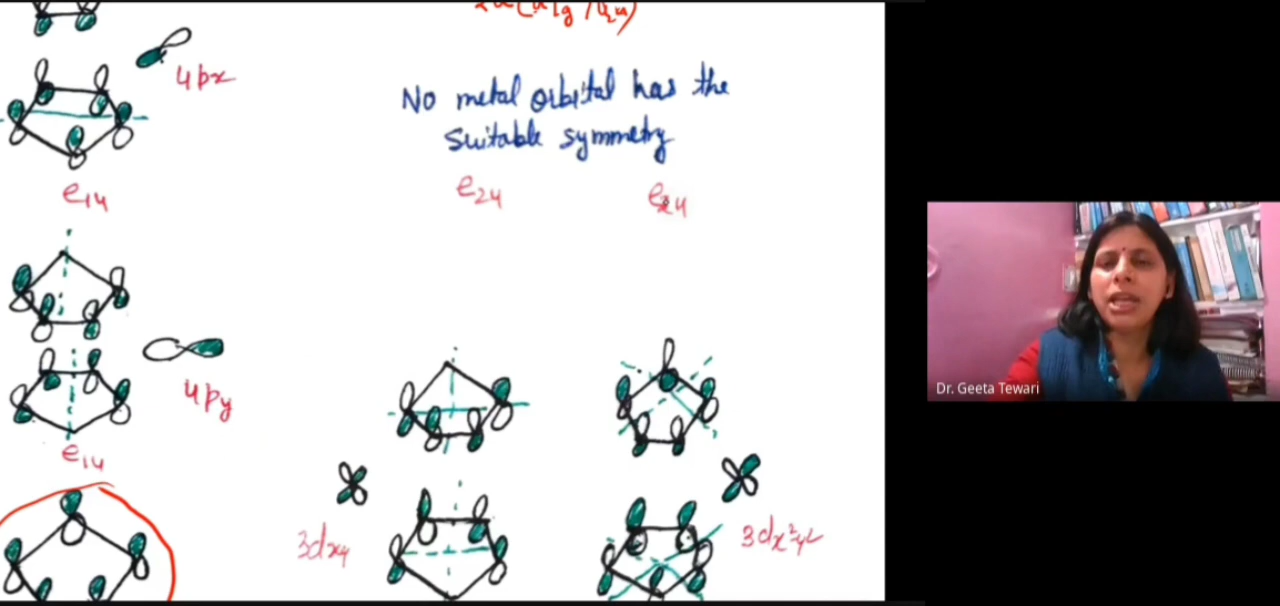 4px
No metal orbital has the
suitable symmetry
e1u
e2u
e2u
4py
e1u
3dxy
3dx²-y²
Dr. Geeta Tewari